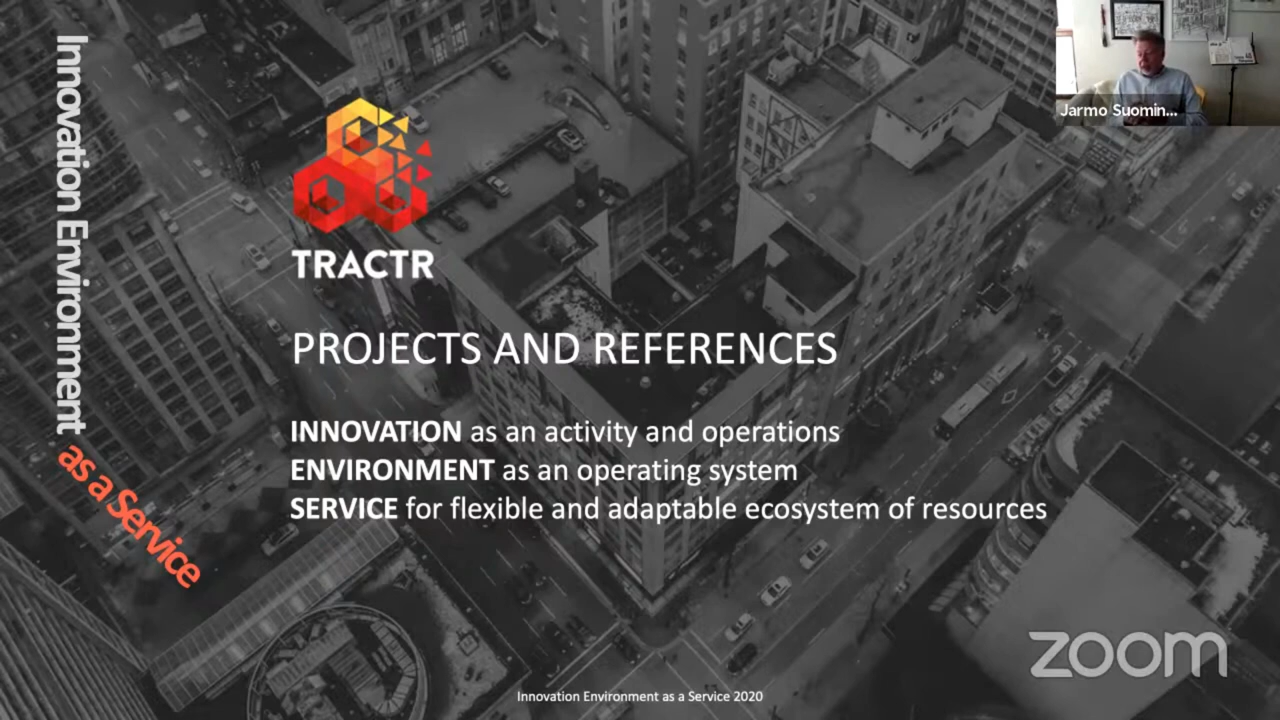 Innovation Environment
as a Service
Jarmo Suomin...
TRACTR
PROJECTS AND REFERENCES
INNOVATION as an activity and operations
ENVIRONMENT as an operating system
SERVICE for flexible and adaptable ecosystem of resources
zoom
Innovation Environment as a Service 2020